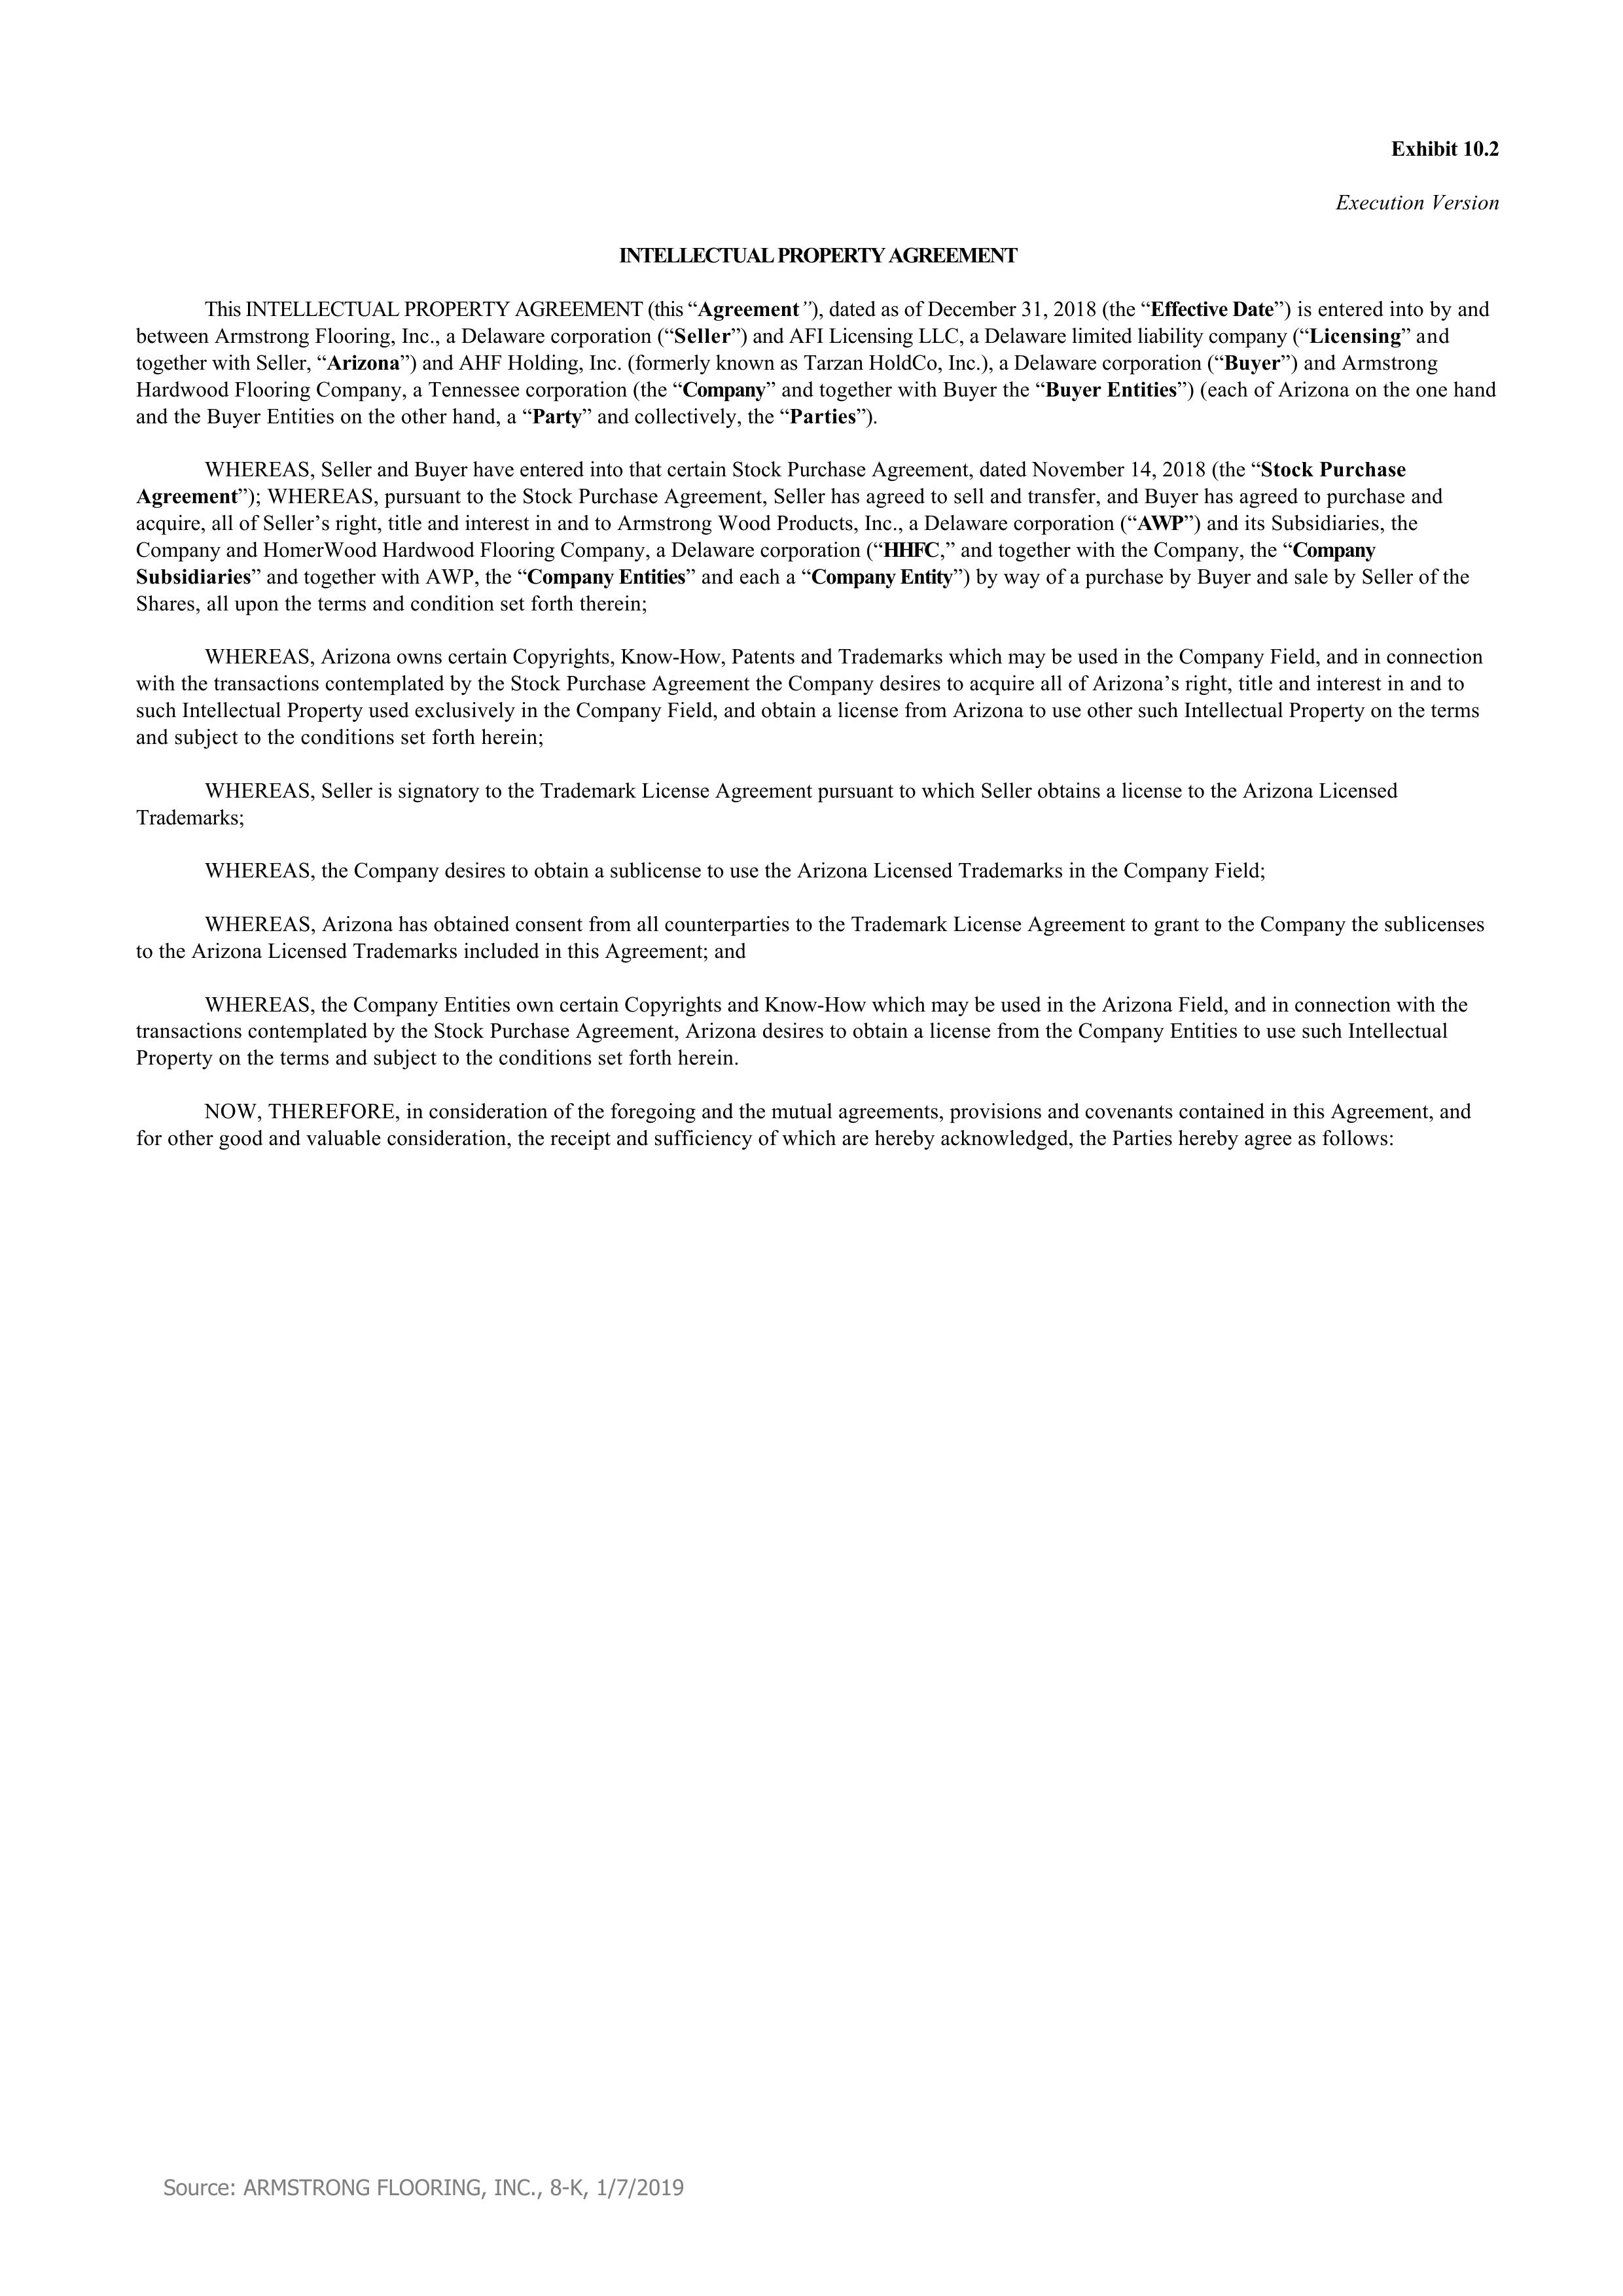 Exhibit 10.2
Execution Version
INTELLECTUAL PROPERTY AGREEMENT
This INTELLECTUAL PROPERTY AGREEMENT (this “Agreement”), dated as of December 31, 2018 (the “Effective Date”) is entered into by and
between Armstrong Flooring, Inc., a Delaware corporation (“Seller”) and AFI Licensing LLC, a Delaware limited liability company (“Licensing” and
together with Seller, “Arizona”) and AHF Holding, Inc. (formerly known as Tarzan HoldCo, Inc.), a Delaware corporation (“Buyer”) and Armstrong
Hardwood Flooring Company, a Tennessee corporation (the “Company” and together with Buyer the “Buyer Entities”) (each of Arizona on the one hand
and the Buyer Entities on the other hand, a “Party” and collectively, the “Parties”).
WHEREAS, Seller and Buyer have entered into that certain Stock Purchase Agreement, dated November 14, 2018 (the “Stock Purchase
Agreement”); WHEREAS, pursuant to the Stock Purchase Agreement, Seller has agreed to sell and transfer, and Buyer has agreed to purchase and
acquire, all of Seller’s right, title and interest in and to Armstrong Wood Products, Inc., a Delaware corporation (“AWP”) and its Subsidiaries, the
Company and HomerWood Hardwood Flooring Company, a Delaware corporation (“HHFC,” and together with the Company, the “Company
Subsidiaries” and together with AWP, the “Company Entities” and each a “Company Entity”) by way of a purchase by Buyer and sale by Seller of the
Shares, all upon the terms and condition set forth therein;
WHEREAS, Arizona owns certain Copyrights, Know-How, Patents and Trademarks which may be used in the Company Field, and in connection
with the transactions contemplated by the Stock Purchase Agreement the Company desires to acquire all of Arizona’s right, title and interest in and to
such Intellectual Property used exclusively in the Company Field, and obtain a license from Arizona to use other such Intellectual Property on the terms
and subject to the conditions set forth herein;
WHEREAS, Seller is signatory to the Trademark License Agreement pursuant to which Seller obtains a license to the Arizona Licensed
Trademarks;
WHEREAS, the Company desires to obtain a sublicense to use the Arizona Licensed Trademarks in the Company Field;
WHEREAS, Arizona has obtained consent from all counterparties to the Trademark License Agreement to grant to the Company the sublicenses
to the Arizona Licensed Trademarks included in this Agreement; and
WHEREAS, the Company Entities own certain Copyrights and Know-How which may be used in the Arizona Field, and in connection with the
transactions contemplated by the Stock Purchase Agreement, Arizona desires to obtain a license from the Company Entities to use such Intellectual
Property on the terms and subject to the conditions set forth herein.
NOW, THEREFORE, in consideration of the foregoing and the mutual agreements, provisions and covenants contained in this Agreement, and
for other good and valuable consideration, the receipt and sufficiency of which are hereby acknowledged, the Parties hereby agree as follows:
Source: ARMSTRONG FLOORING, INC., 8-K, 1/7/2019